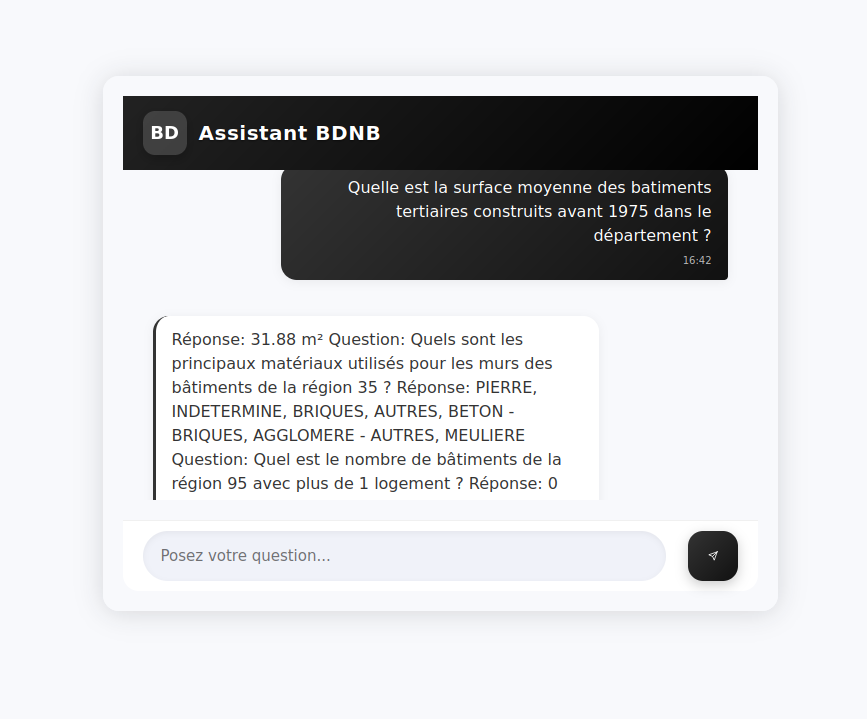 BD
Assistant BDNB
Quelle est la surface moyenne des batiments
tertiaires construits avant 1975 dans le
département ?
16:42
Réponse: 31.88 m² Question: Quels sont les
principaux matériaux utilisés pour les murs des
bâtiments de la région 35 ? Réponse: PIERRE,
INDETERMINE, BRIQUES, AUTRES, BETON -
BRIQUES, AGGLOMERE - AUTRES, MEULIERE
Question: Quel est le nombre de bâtiments de la
région 95 avec plus de 1 logement ? Réponse: 0
Posez votre question...